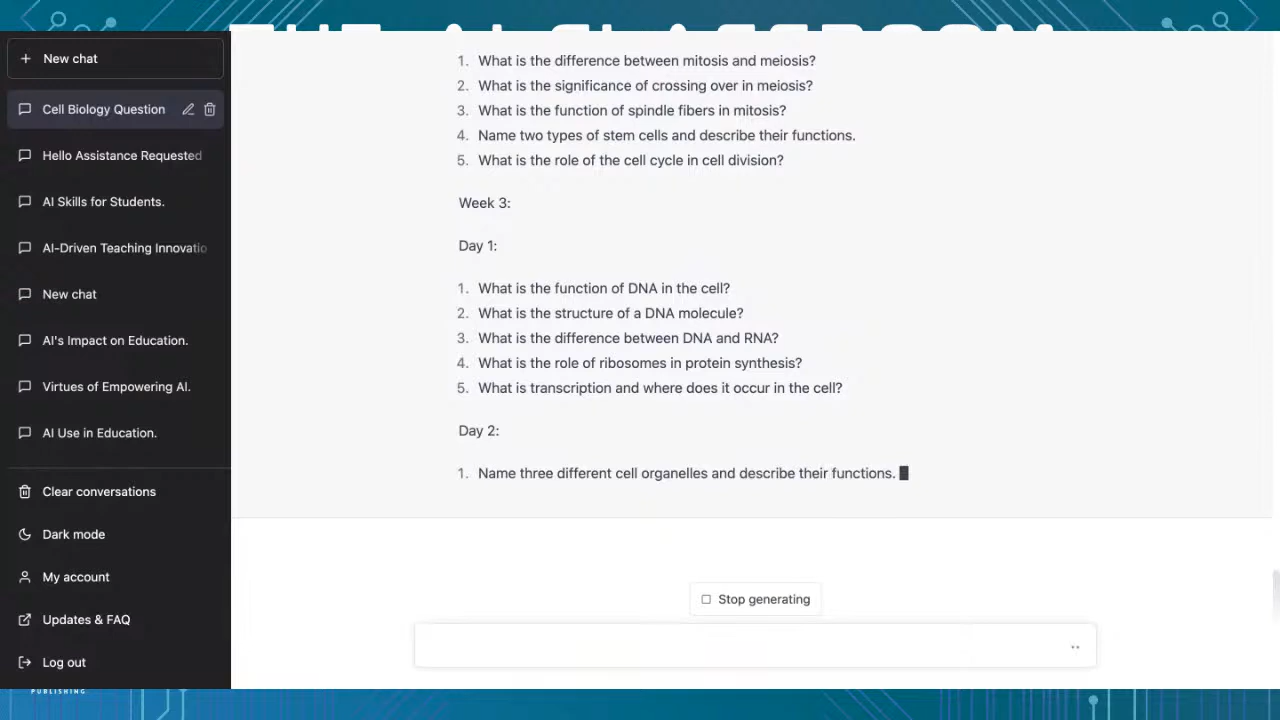 New chat
Cell Biology Question
Hello Assistance Requested
AI Skills for Students.
AI-Driven Teaching Innovatio
New chat
AI's Impact on Education.
Virtues of Empowering AI.
AI Use in Education.
Clear conversations
Dark mode
My account
Updates & FAQ
Log out
PUBLISHING
1. What is the difference between mitosis and meiosis?
2. What is the significance of crossing over in meiosis?
3. What is the function of spindle fibers in mitosis?
4. Name two types of stem cells and describe their functions.
5. What is the role of the cell cycle in cell division?
Week 3:
Day 1:
1. What is the function of DNA in the cell?
2. What is the structure of a DNA molecule?
3. What is the difference between DNA and RNA?
4. What is the role of ribosomes in protein synthesis?
5. What is transcription and where does it occur in the cell?
Day 2:
1. Name three different cell organelles and describe their functions.
Stop generating